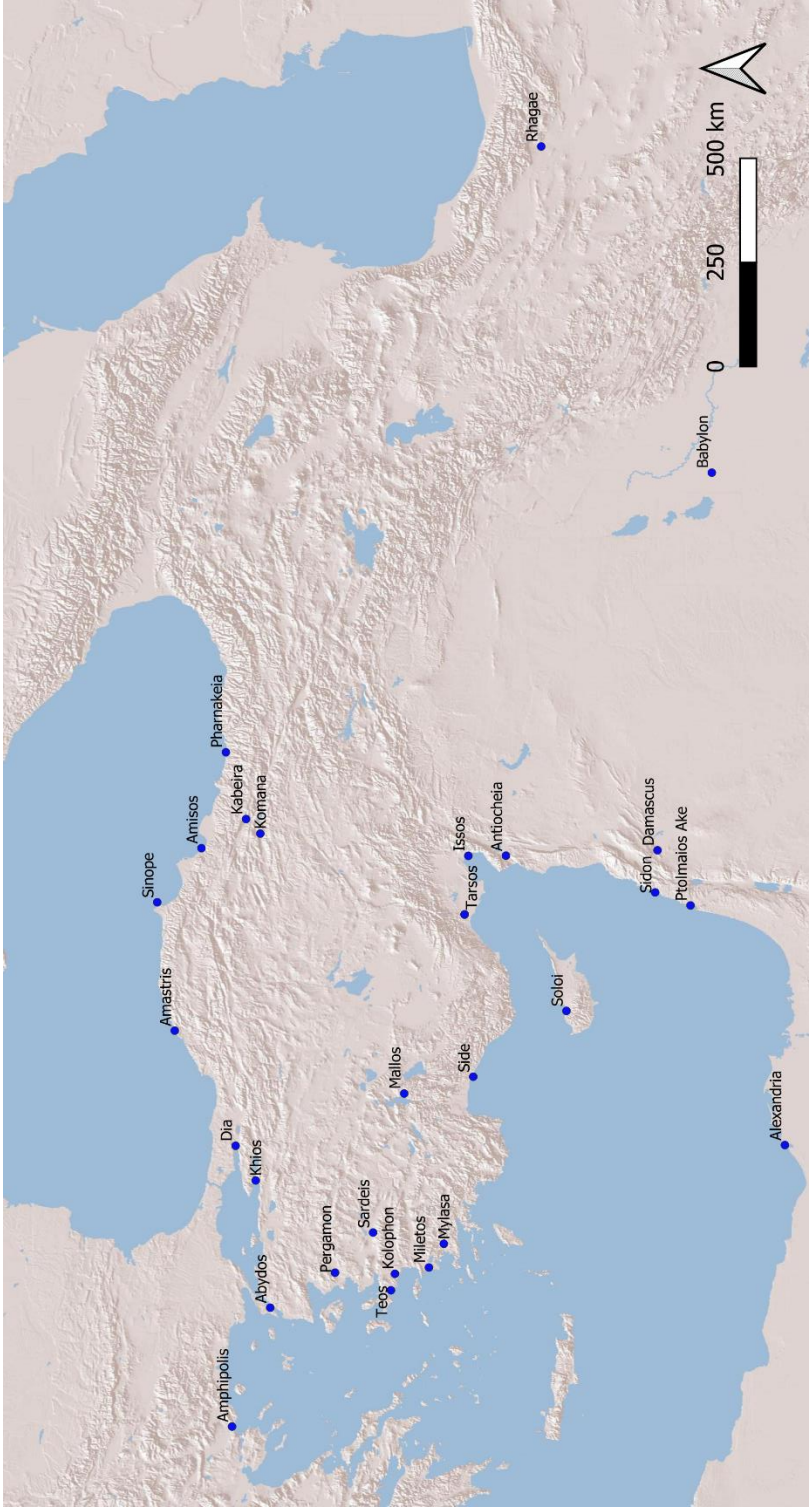 Amphipolis
Abydos
Dia
Khios
Amastris
Sinope
Amisos
Pharnakeia
Kabeira
Komana
Pergamon
Sardeis
Teos
Kolophon
Miletos
Mylasa
Mallos
Side
Tarsos
Issos
Antiocheia
Soloi
Sidon
Damascus
Ptolmaios Ake
Alexandria
Babylon
Rhagae
0 250 500 km